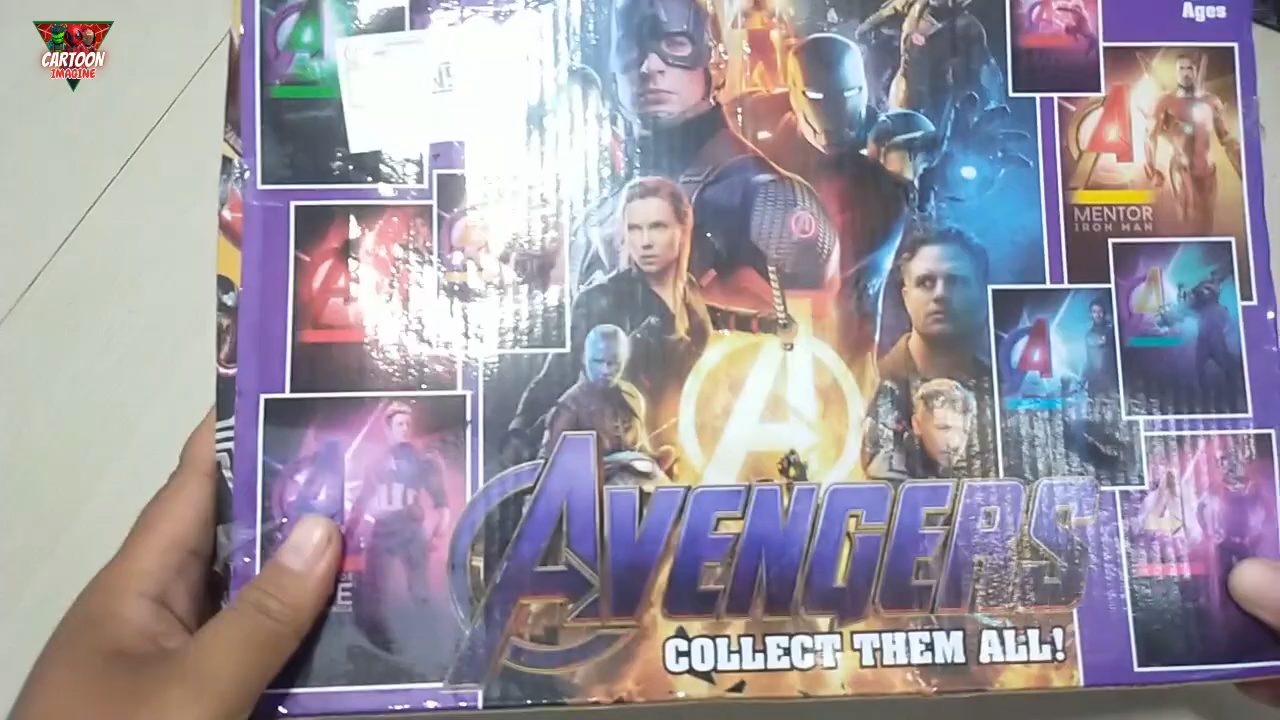 CARTOON
IMAGINE
Ages
MENTOR
IRON MAN
AVENGERS
COLLECT THEM ALL!